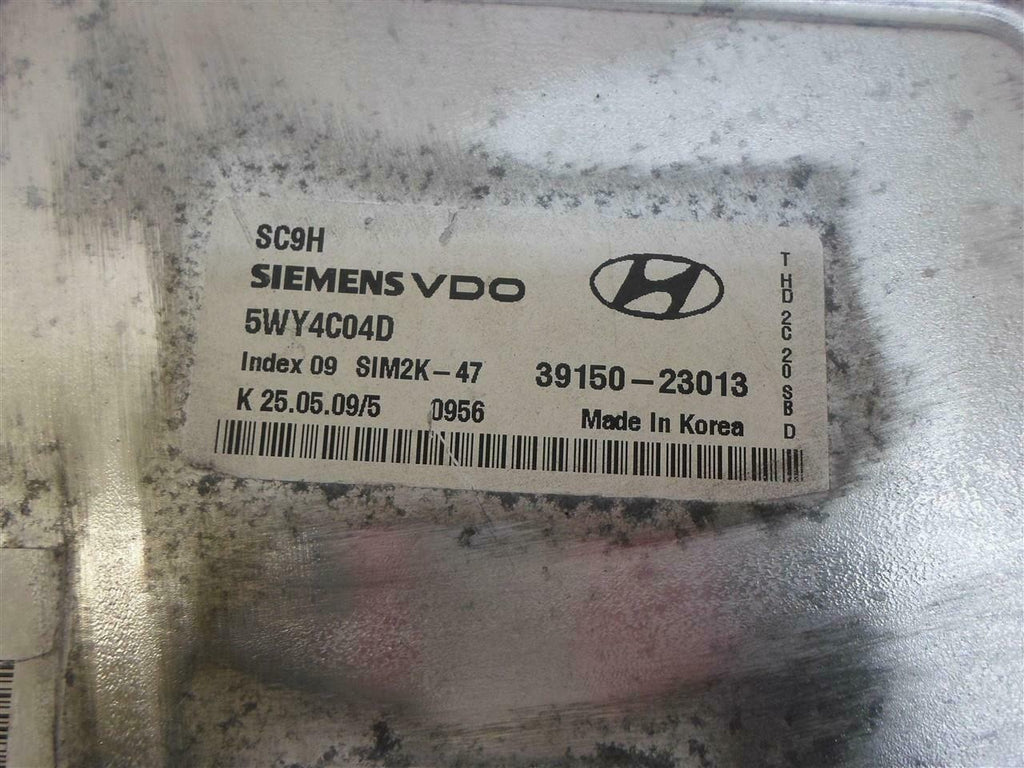 SC9H
SIEMENS VDO
5WY4C04D
Index 09 SIM2K-47
39150-23013
K 25.05.09/5 0956
Made In Korea
THD 2C 20 SB D